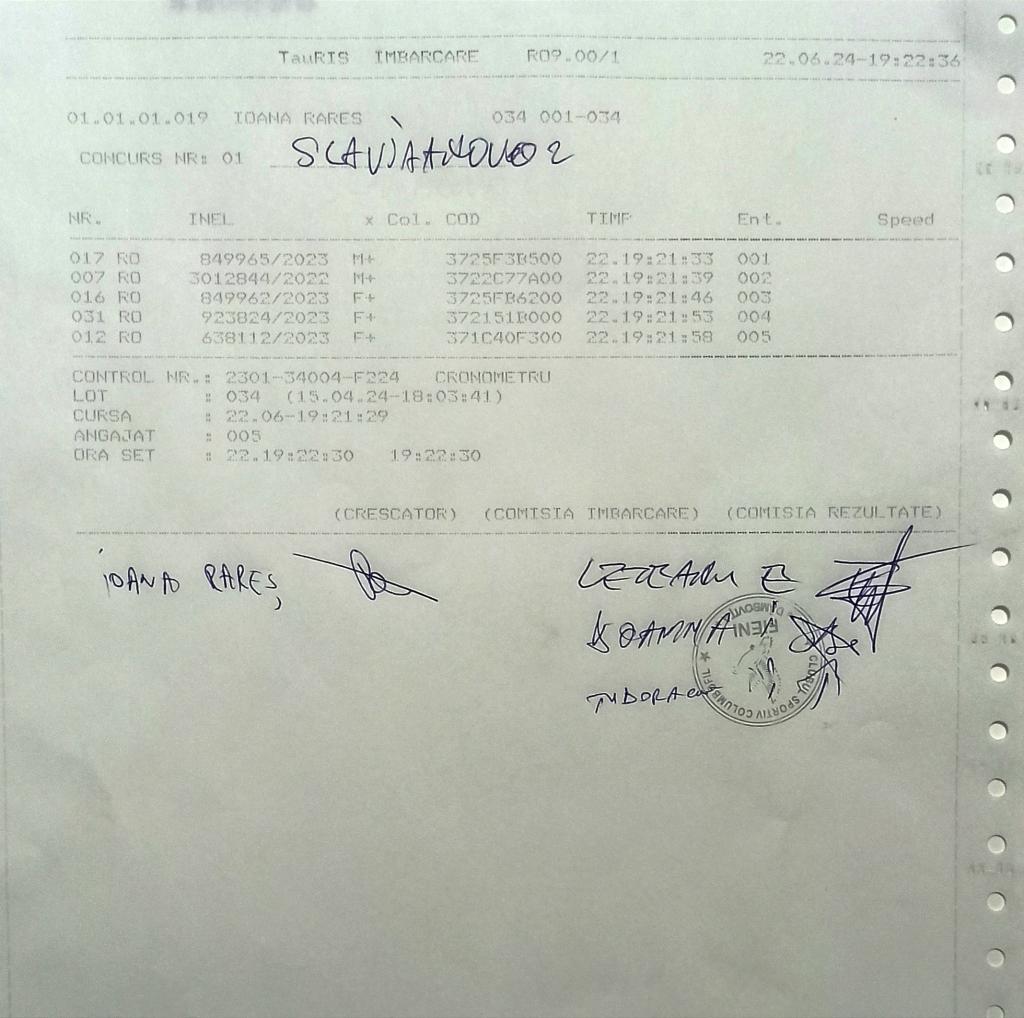 TauRIS IMBARCARE R09.00/1 22.06.24-19:22:36
01.01.01.019 IOANA RARES 034 001-034
CONCURS NR: 01
NR. INEL x Col. COD TIMP Ent. Speed
017 RO 849965/2023 M+ 3725F3B500 22.19:21:33 001
007 RO 3012844/2022 M+ 3722C77A00 22.19:21:39 002
016 RO 849962/2023 F+ 3725FB6200 22.19:21:46 003
031 RO 923824/2023 F+ 372151B000 22.19:21:53 004
012 RO 638112/2023 F+ 371C40F300 22.19:21:58 005
CONTROL NR.: 2301-34004-F224 CRONOMETRU
LOT : 034 (15.04.24-18:03:41)
CURSA : 22.06-19:21:29
ANGAJAT : 005
ORA SET : 22.19:22:30 19:22:30
(CRESCATOR) (COMISIA IMBARCARE) (COMISIA REZULTATE)
IOANA RARES,
CLUBUL SPORTIV COLUMBOFIL ★ FIENI DÂMBOVIȚA